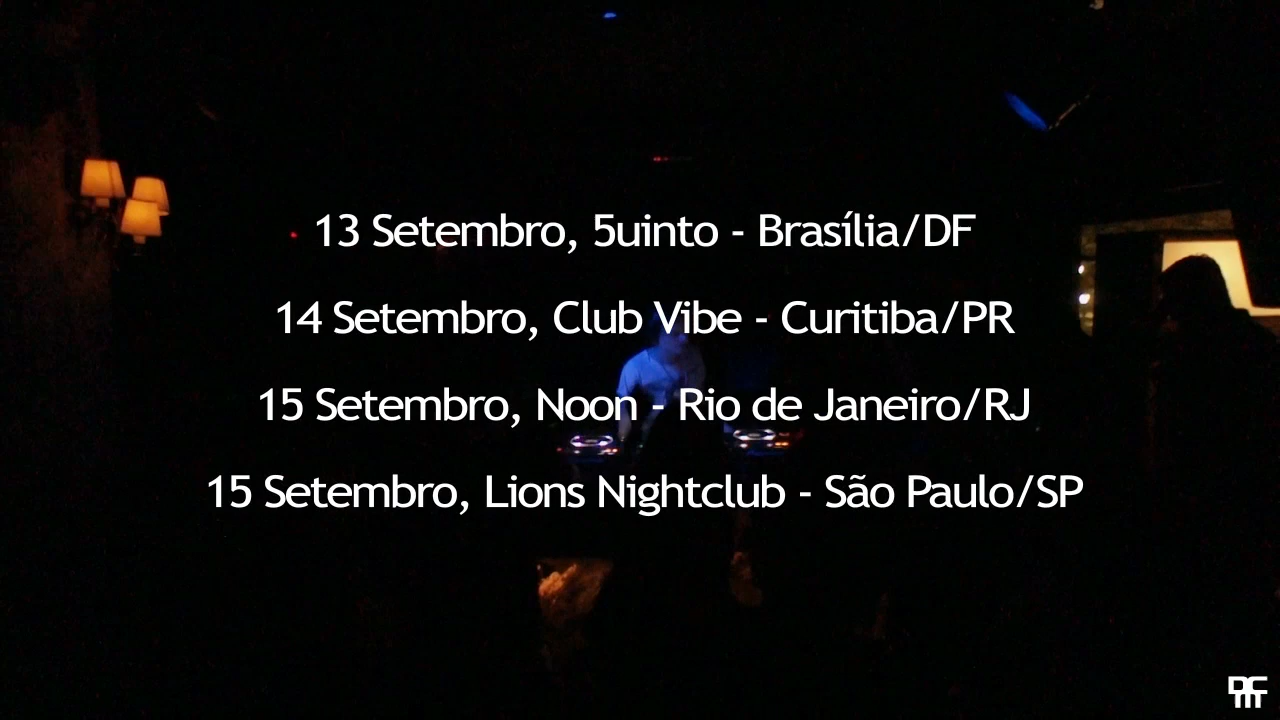 13 Setembro, 5uinto - Brasília/DF
14 Setembro, Club Vibe - Curitiba/PR
15 Setembro, Noon - Rio de Janeiro/RJ
15 Setembro, Lions Nightclub - São Paulo/SP